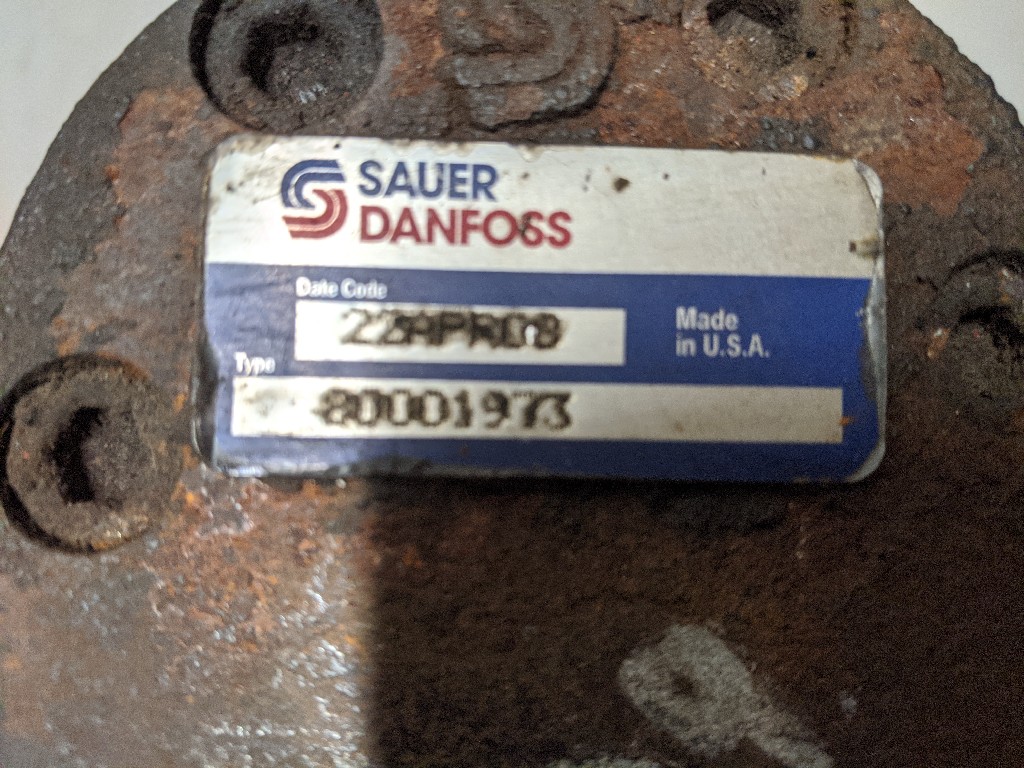 SAUER
DANFOSS
Date Code
22APR08
Made
in U.S.A.
Type
80001973